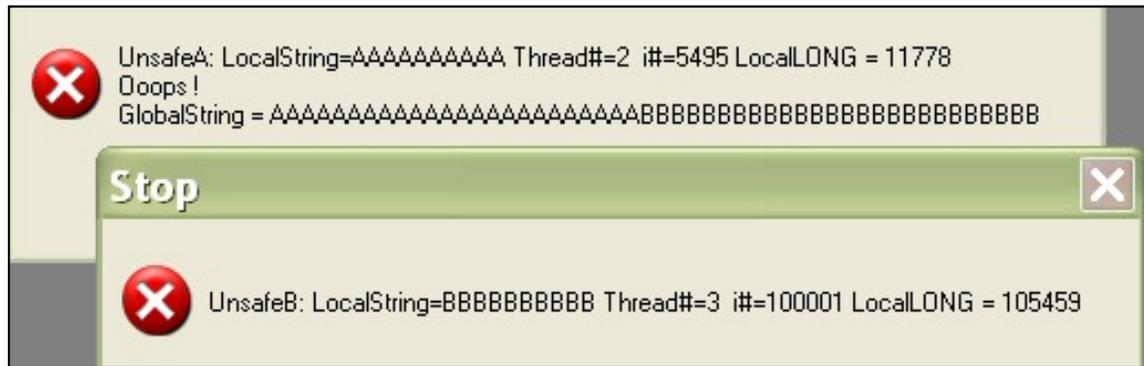 UnsafeA: LocalString=AAAAAAAAAA Thread#=2 i#=5495 LocalLONG = 11778
Ooops !
GlobalString = AAAAAAAAAAAAAAAAAAAAAAAABBBBBBBBBBBBBBBBBBBBBBBBBB
Stop
UnsafeB: LocalString=BBBBBBBBBB Thread#=3 i#=100001 LocalLONG = 105459